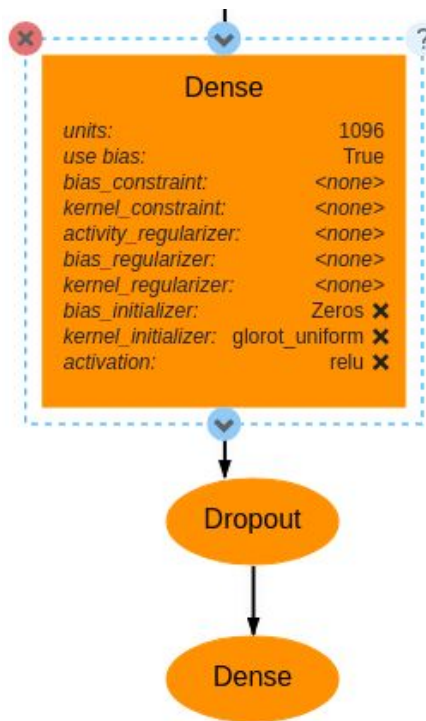 ?
Dense
units: 1096
use bias: True
bias_constraint: <none>
kernel_constraint: <none>
activity_regularizer: <none>
bias_regularizer: <none>
kernel_regularizer: <none>
bias_initializer: Zeros ✖
kernel_initializer: glorot_uniform ✖
activation: relu ✖
Dropout
Dense